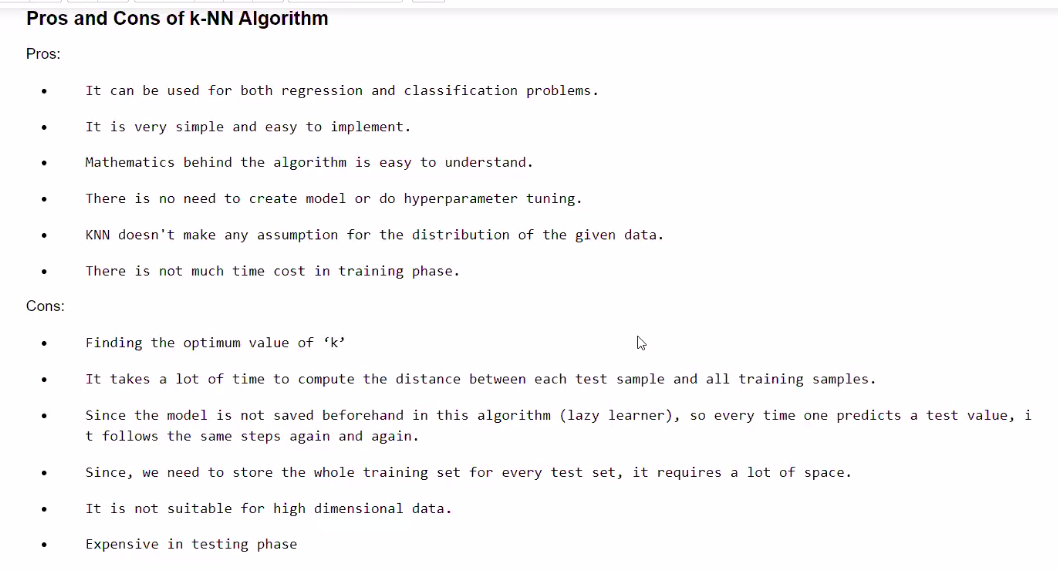 Pros and Cons of k-NN Algorithm
Pros:
• It can be used for both regression and classification problems.
• It is very simple and easy to implement.
• Mathematics behind the algorithm is easy to understand.
• There is no need to create model or do hyperparameter tuning.
• KNN doesn't make any assumption for the distribution of the given data.
• There is not much time cost in training phase.
Cons:
• Finding the optimum value of ‘k’
• It takes a lot of time to compute the distance between each test sample and all training samples.
• Since the model is not saved beforehand in this algorithm (lazy learner), so every time one predicts a test value, i
t follows the same steps again and again.
• Since, we need to store the whole training set for every test set, it requires a lot of space.
• It is not suitable for high dimensional data.
• Expensive in testing phase